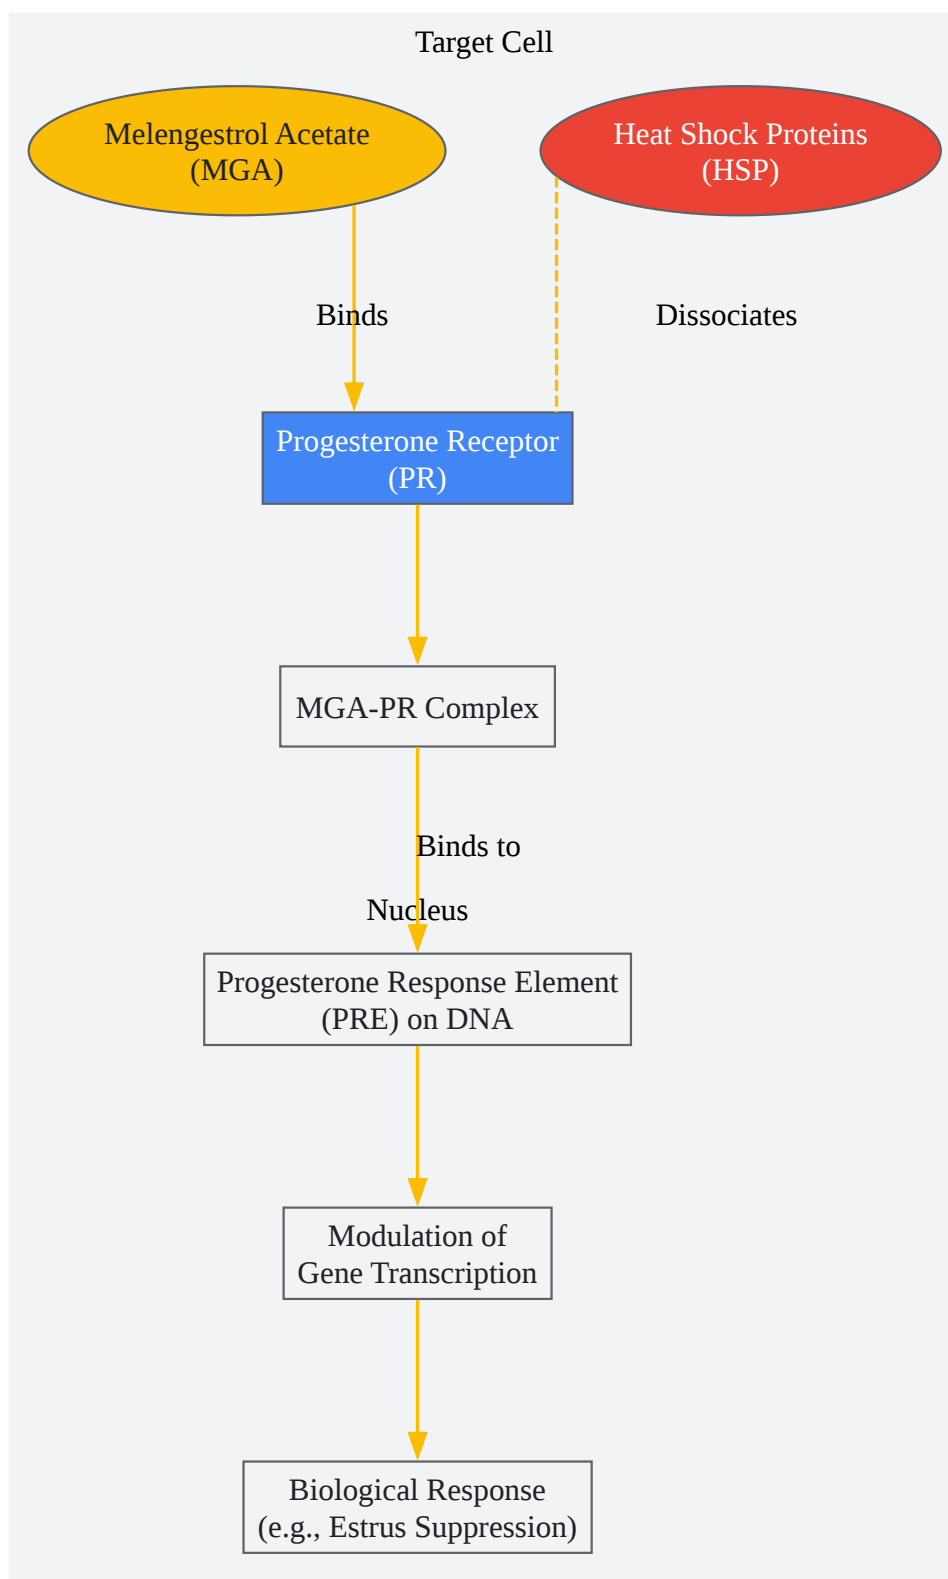 Target Cell
Melengestrol Acetate
(MGA)
Heat Shock Proteins
(HSP)
Binds
Dissociates
Progesterone Receptor
(PR)
MGA-PR Complex
Binds to
Nucleus
Progesterone Response Element
(PRE) on DNA
Modulation of
Gene Transcription
Biological Response
(e.g., Estrus Suppression)